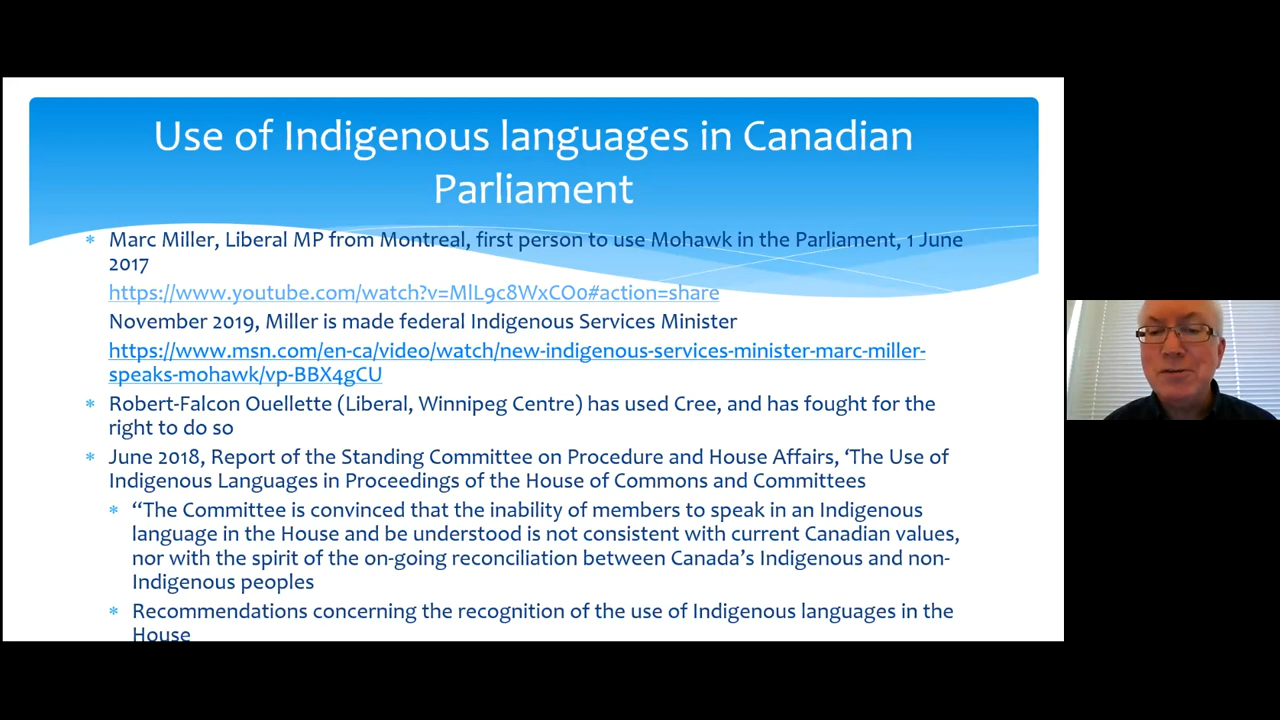 Use of Indigenous languages in Canadian
Parliament
* Marc Miller, Liberal MP from Montreal, first person to use Mohawk in the Parliament, 1 June
2017
https://www.youtube.com/watch?v=MlL9c8WxCO0#action=share
November 2019, Miller is made federal Indigenous Services Minister
https://www.msn.com/en-ca/video/watch/new-indigenous-services-minister-marc-miller-
speaks-mohawk/vp-BBX4gCU
* Robert-Falcon Ouellette (Liberal, Winnipeg Centre) has used Cree, and has fought for the
right to do so
* June 2018, Report of the Standing Committee on Procedure and House Affairs, ‘The Use of
Indigenous Languages in Proceedings of the House of Commons and Committees
* “The Committee is convinced that the inability of members to speak in an Indigenous
language in the House and be understood is not consistent with current Canadian values,
nor with the spirit of the on-going reconciliation between Canada’s Indigenous and non-
Indigenous peoples
* Recommendations concerning the recognition of the use of Indigenous languages in the
House